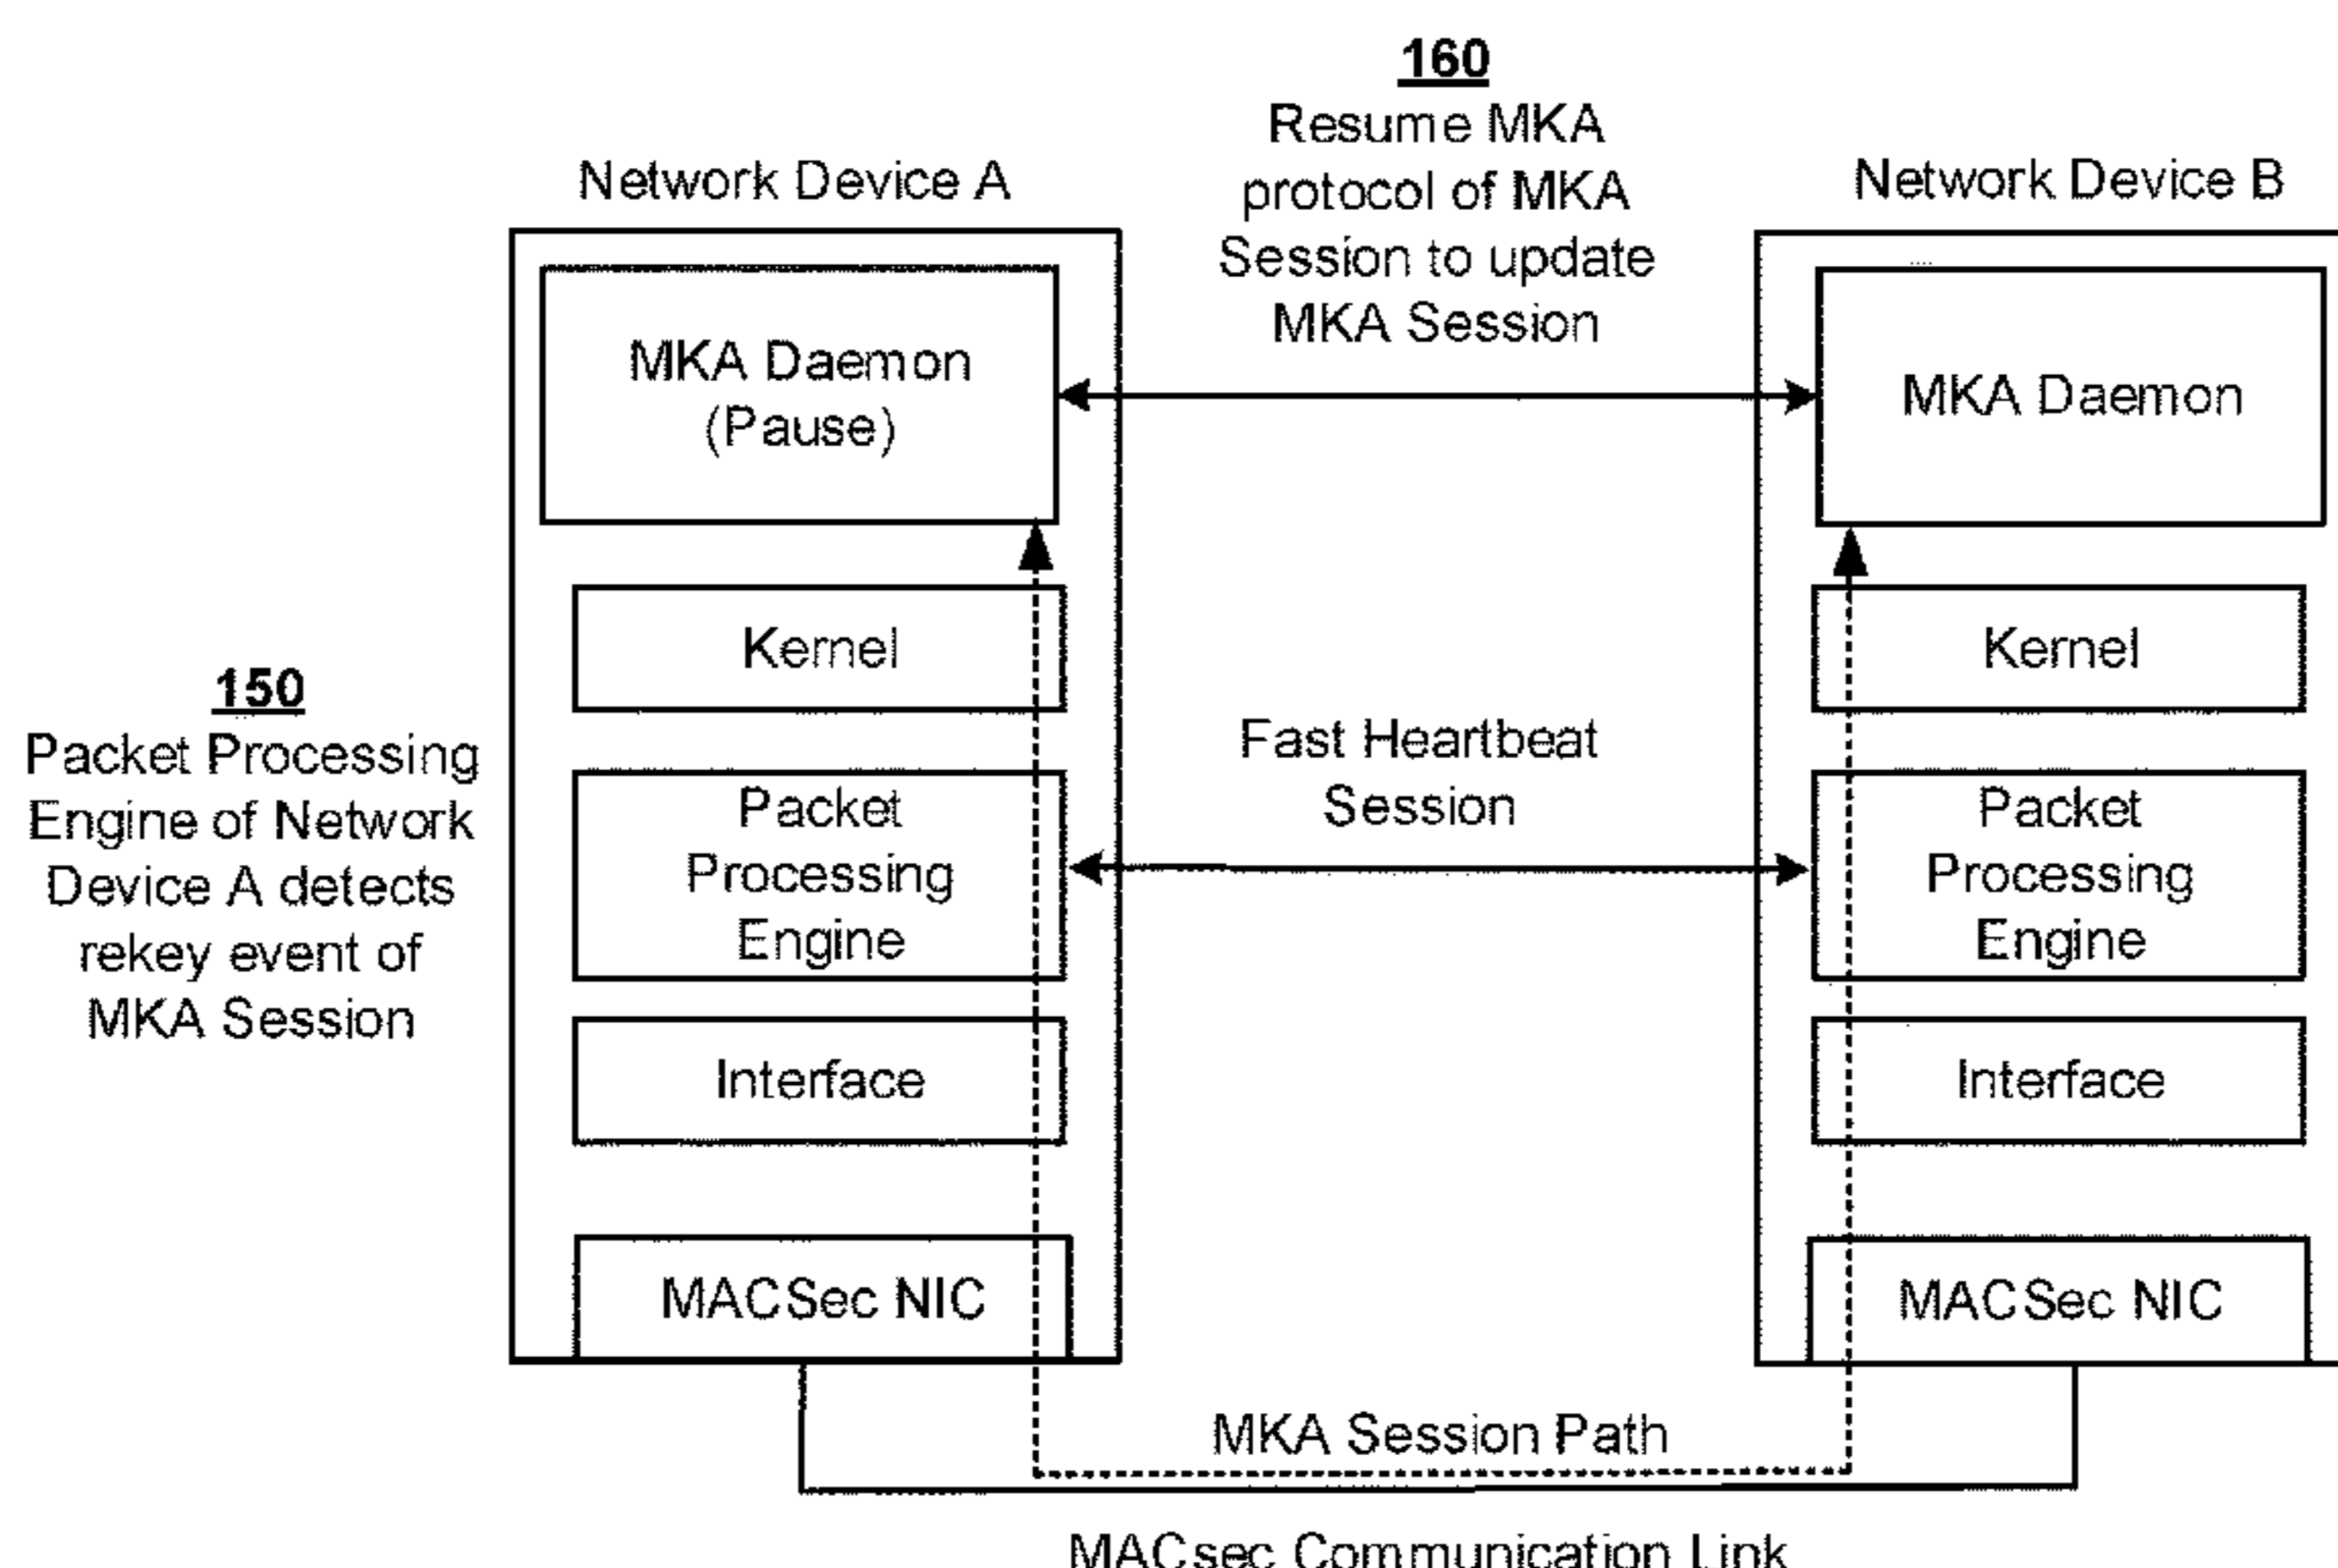 160
Resume MKA
protocol of MKA
Session to update
MKA Session
Network Device A
Network Device B
MKA Daemon
(Pause)
MKA Daemon
Kernel
Kernel
150
Packet Processing
Engine of Network
Device A detects
rekey event of
MKA Session
Fast Heartbeat
Session
Packet
Processing
Engine
Packet
Processing
Engine
Interface
Interface
MACSec NIC
MACSec NIC
MKA Session Path
MACsec Communication Link